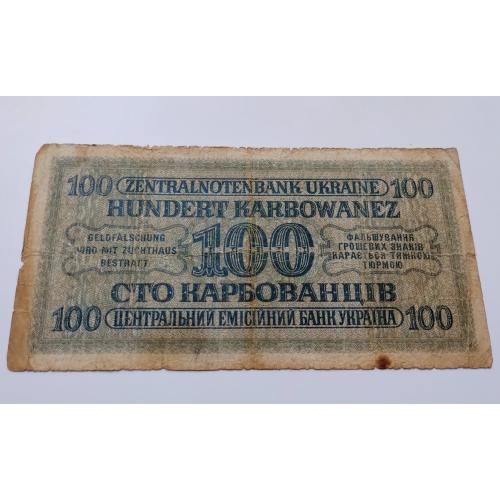 100 ZENTRALNOTENBANK UKRAINE 100
HUNDERT KARBOWANEZ
GELDFÄLSCHUNG
WIRD MIT ZUCHTHAUS
BESTRAFT
100
ФАЛЬШУВАННЯ
ГРОШЕВИХ ЗНАКІВ
КАРАЄТЬСЯ ТЯЖКОЮ
ТЮРМОЮ
СТО КАРБОВАНЦІВ
100 ЦЕНТРАЛЬНИЙ ЕМІСІЙНИЙ БАНК УКРАЇНА 100